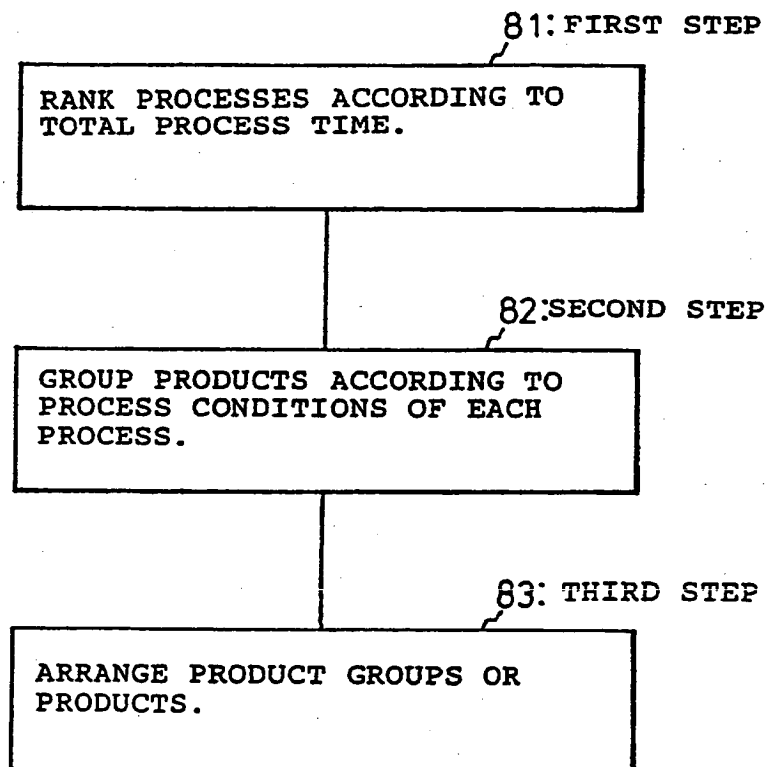 81: FIRST STEP
RANK PROCESSES ACCORDING TO
TOTAL PROCESS TIME.
82: SECOND STEP
GROUP PRODUCTS ACCORDING TO
PROCESS CONDITIONS OF EACH
PROCESS.
83: THIRD STEP
ARRANGE PRODUCT GROUPS OR
PRODUCTS.